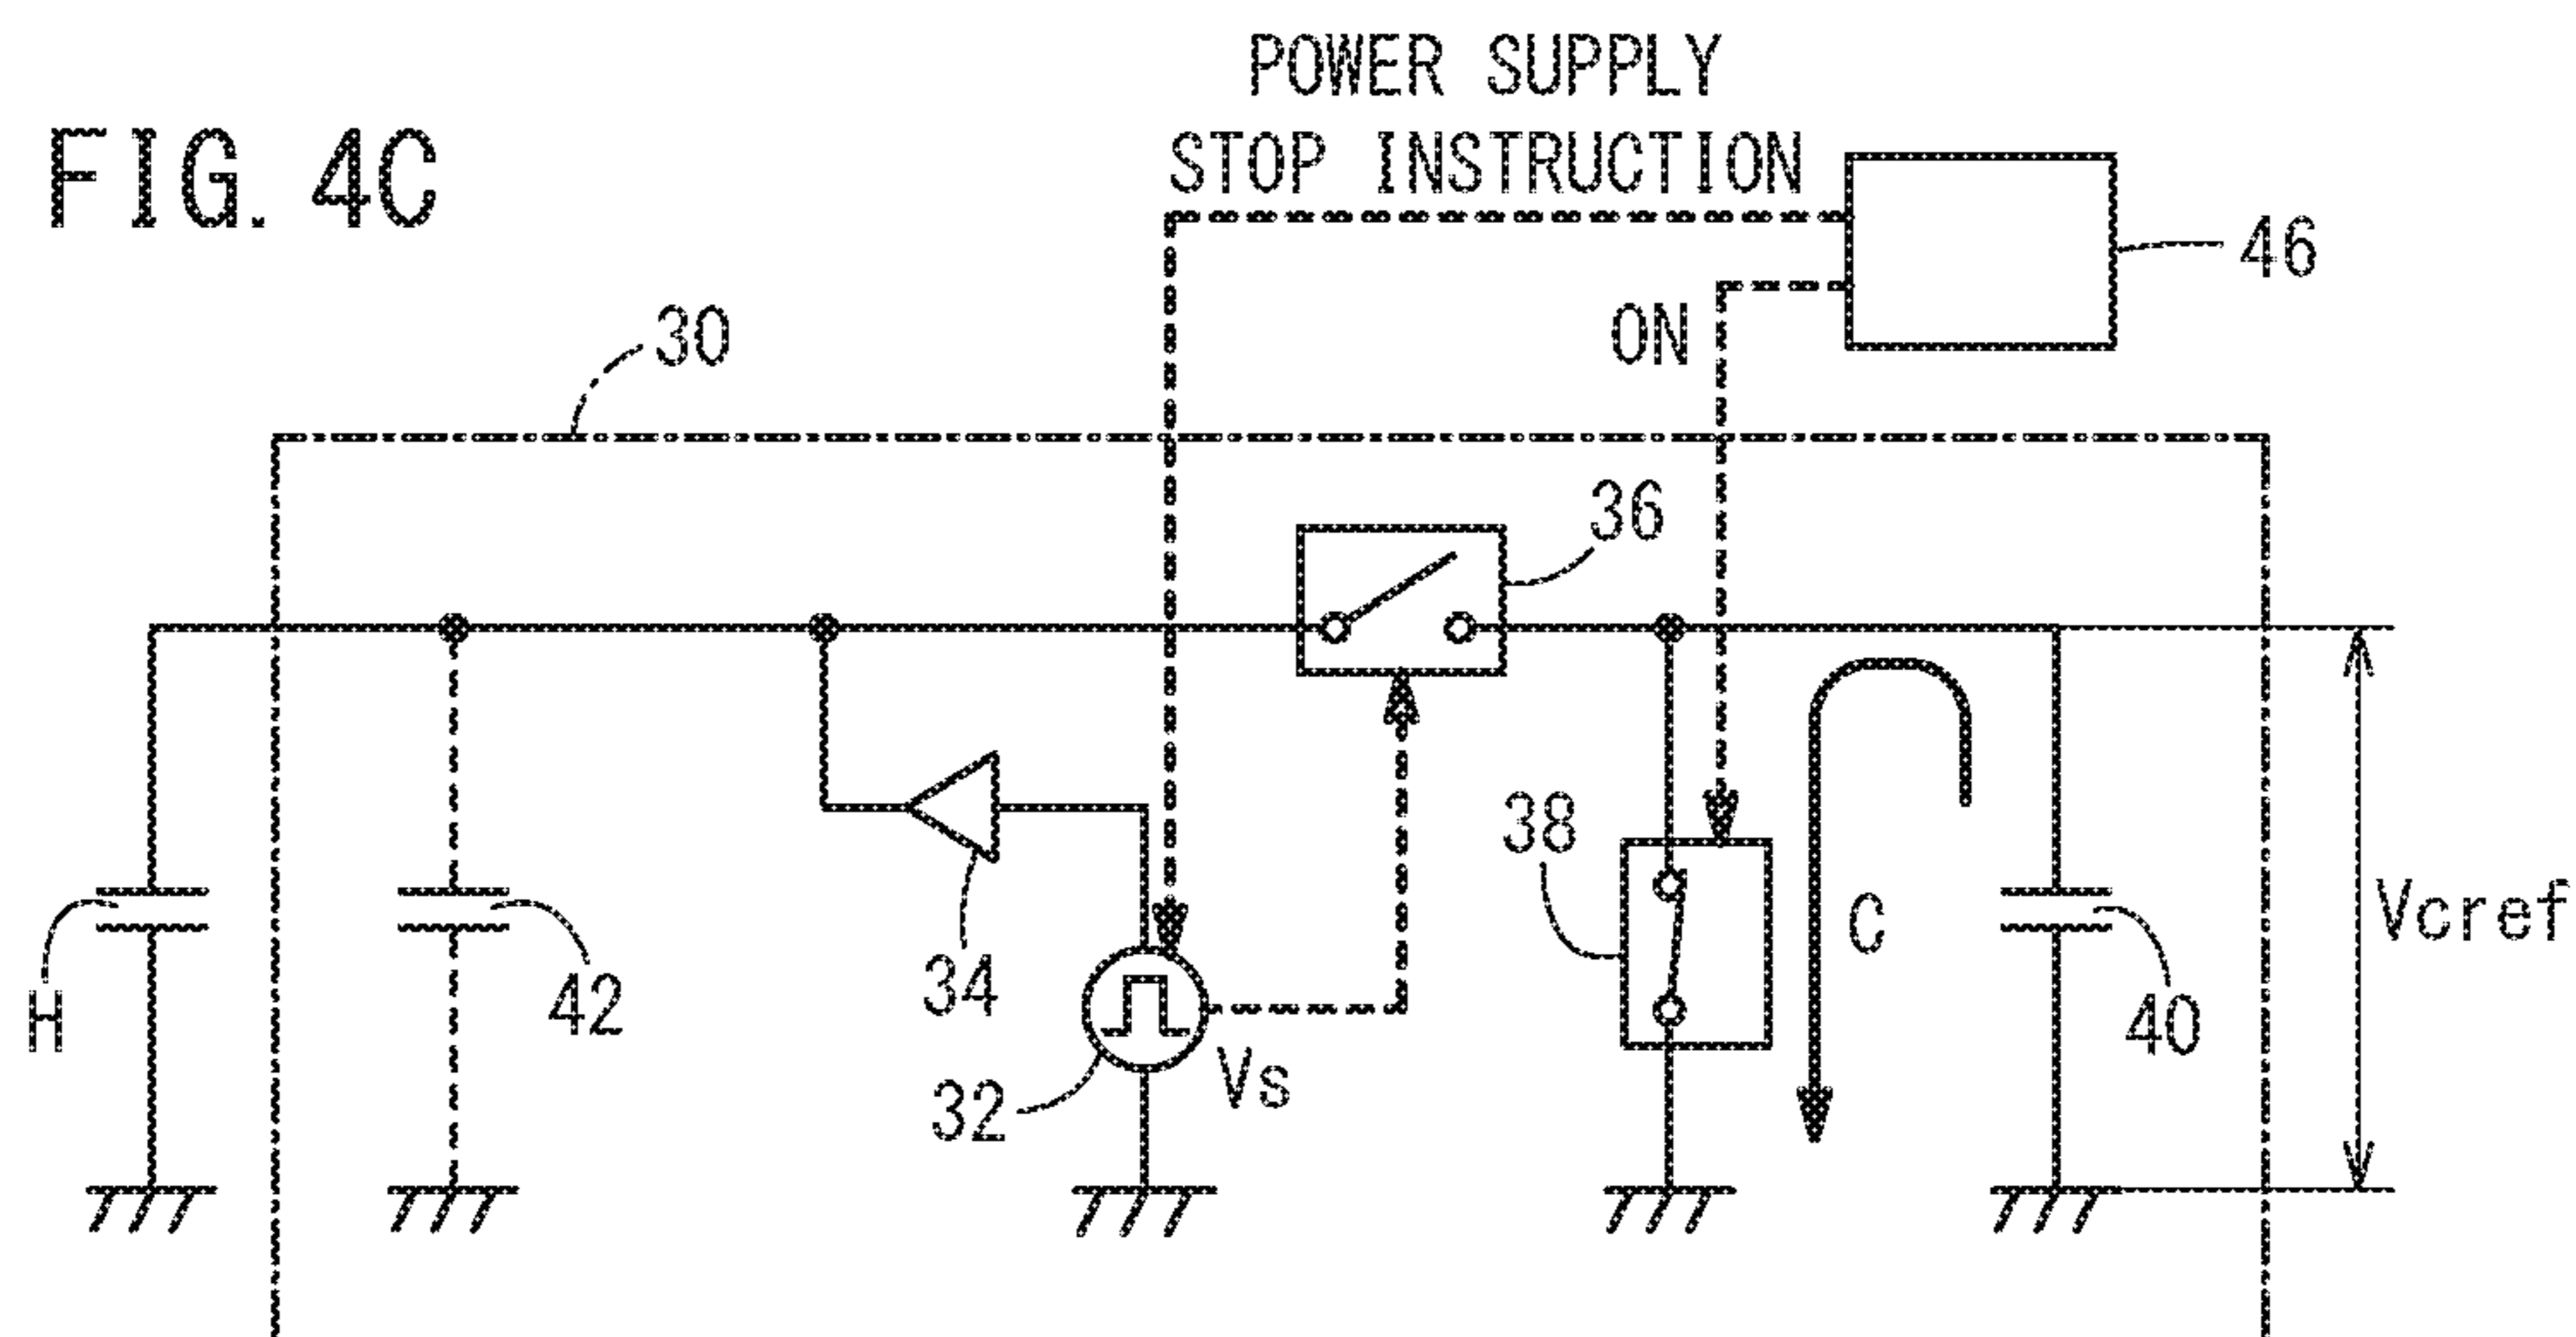 POWER SUPPLY
STOP INSTRUCTION
FIG. 4C
46
ON
30
36
38
C
Vcref
H
42
34
40
32
Vs